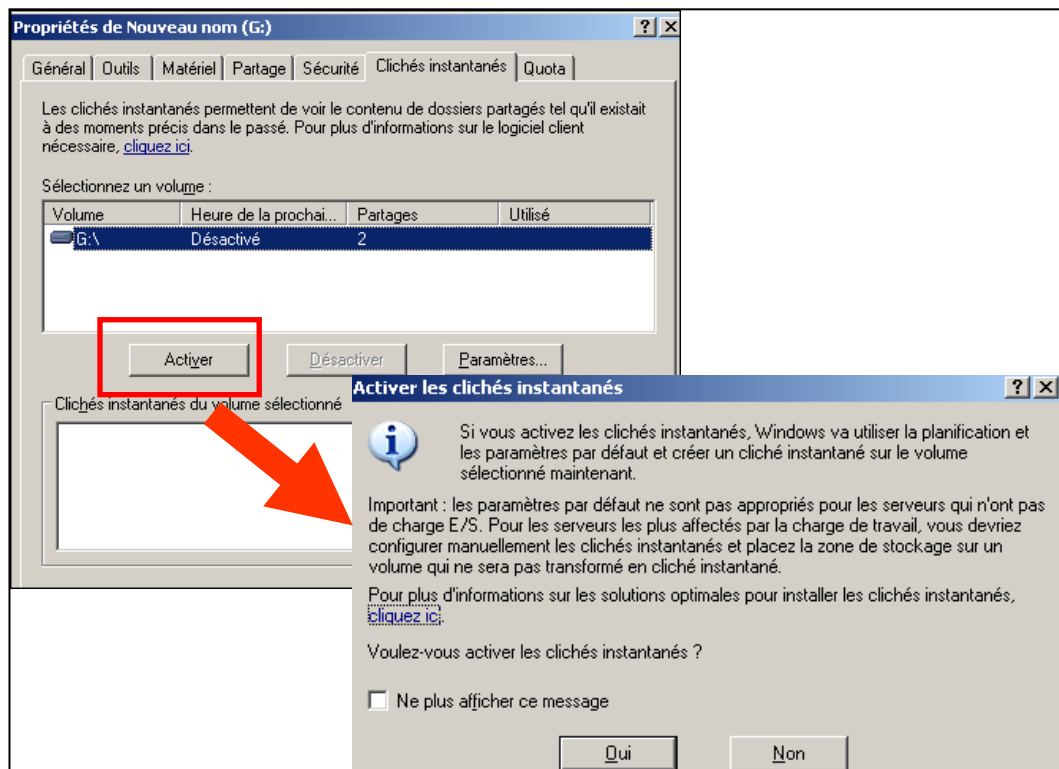 Propriétés de Nouveau nom (G:)
Général Outils Matériel Partage Sécurité Clichés instantanés Quota
Les clichés instantanés permettent de voir le contenu de dossiers partagés tel qu'il existait
à des moments précis dans le passé. Pour plus d'informations sur le logiciel client
nécessaire, cliquez ici.
Sélectionnez un volume :
Volume Heure de la prochai... Partages Utilisé
G:\ Désactivé 2
Activer Désactiver Paramètres...
Clichés instantanés du volume sélectionné
Activer les clichés instantanés
Si vous activez les clichés instantanés, Windows va utiliser la planification et
les paramètres par défaut et créer un cliché instantané sur le volume
sélectionné maintenant.
Important : les paramètres par défaut ne sont pas appropriés pour les serveurs qui n'ont pas
de charge E/S. Pour les serveurs les plus affectés par la charge de travail, vous devriez
configurer manuellement les clichés instantanés et placez la zone de stockage sur un
volume qui ne sera pas transformé en cliché instantané.
Pour plus d'informations sur les solutions optimales pour installer les clichés instantanés,
cliquez ici.
Voulez-vous activer les clichés instantanés ?
Ne plus afficher ce message
Oui Non